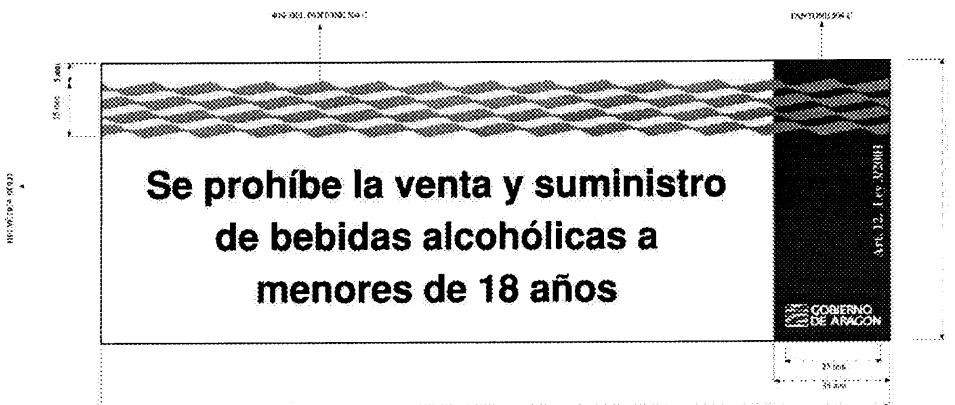 Se prohíbe la venta y suministro
de bebidas alcohólicas a
menores de 18 años
Art. 12. Ley 3/2001
GOBIERNO
DE ARAGON